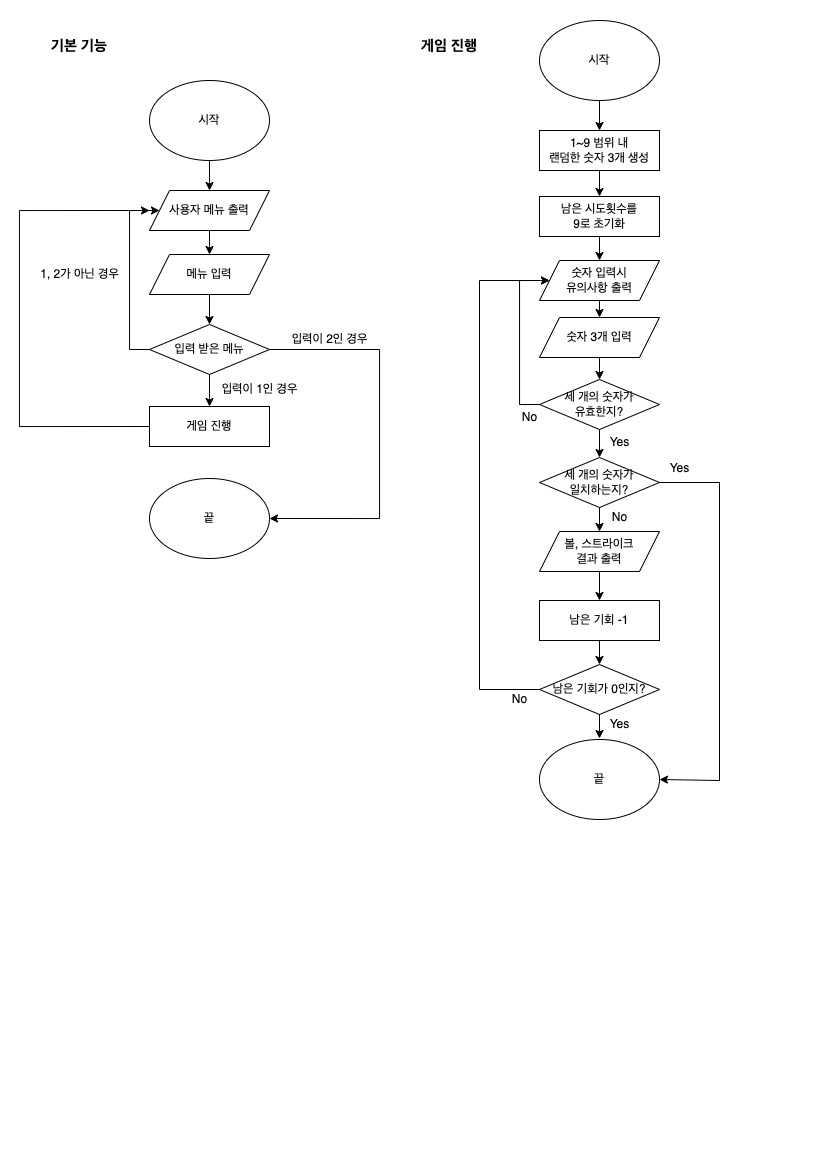 기본 기능
시작
사용자 메뉴 출력
1, 2가 아닌 경우
메뉴 입력
입력 받은 메뉴
입력이 2인 경우
입력이 1인 경우
게임 진행
끝
게임 진행
시작
1~9 범위 내
랜덤한 숫자 3개 생성
남은 시도횟수를
9로 초기화
숫자 입력시
유의사항 출력
숫자 3개 입력
세 개의 숫자가
유효한지?
No
Yes
세 개의 숫자가
일치하는지?
Yes
No
볼, 스트라이크
결과 출력
남은 기회 -1
남은 기회가 0인지?
No
Yes
끝